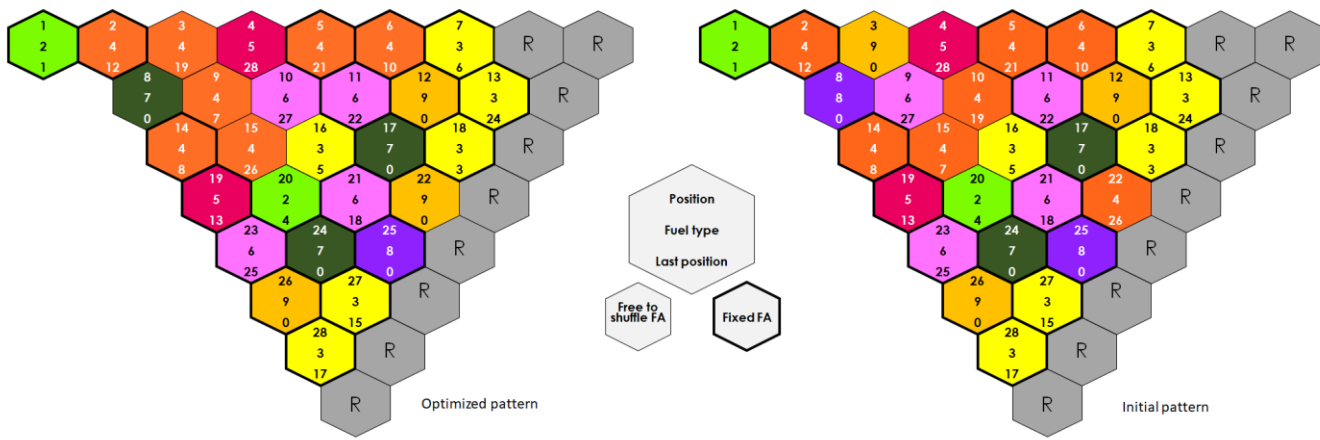 1 2 3 4 5 6 7
2 4 4 5 4 4 3 R R
1 12 19 28 21 10 6
8 9 10 11 12 13
7 4 6 6 9 3 R
0 7 27 22 0 24
14 15 16 17 18
4 4 3 7 3 R
8 26 5 0 3
19 20 21 22
5 2 6 9 R
13 4 18 0
23 24 25
6 7 8 R
25 0 0
26 27
9 3 R
0 15
28
3 R
17
R
Optimized pattern
Position
Fuel type
Last position
Free to
shuffle FA
Fixed FA
1 2 3 4 5 6 7
2 4 9 5 4 4 3 R R
1 12 0 28 21 10 6
8 9 10 11 12 13
8 6 4 6 9 3 R
0 27 19 22 0 24
14 15 16 17 18
4 4 3 7 3 R
8 7 5 0 3
19 20 21 22
5 2 6 4 R
13 4 18 26
23 24 25
6 7 8 R
25 0 0
26 27
9 3 R
0 15
28
3 R
17
R
Initial pattern